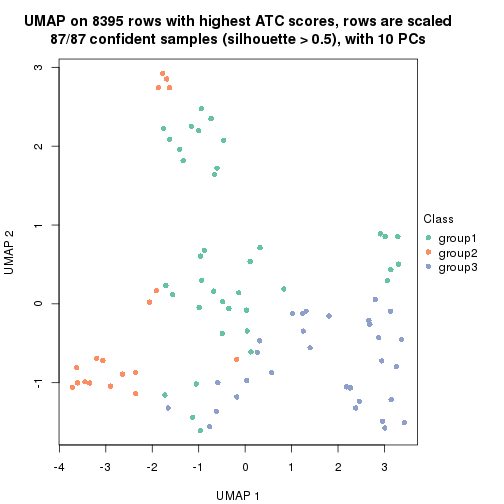 UMAP on 8395 rows with highest ATC scores, rows are scaled
87/87 confident samples (silhouette > 0.5), with 10 PCs
3
2
1
0
-1
UMAP 2
-4 -3 -2 -1 0 1 2 3
UMAP 1
Class
group1
group2
group3